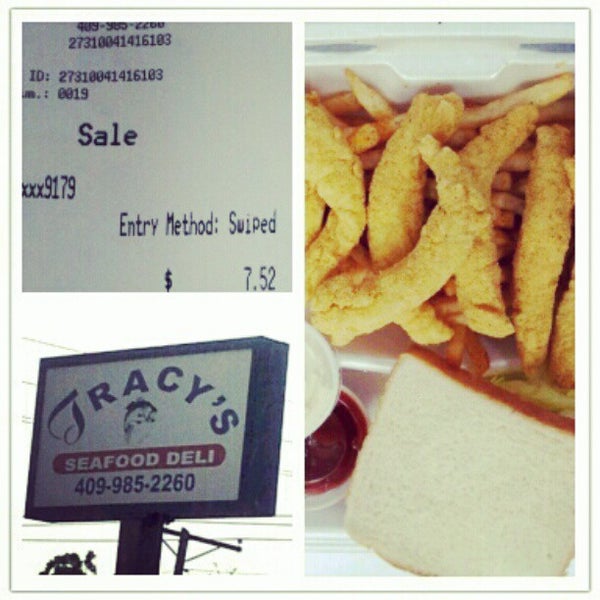 409-985-2260
27310041416103
ID: 27310041416103
m.: 0019
Sale
xxx9179
Entry Method: Swiped
$ 7.52
TRACY'S
SEAFOOD DELI
409-985-2260